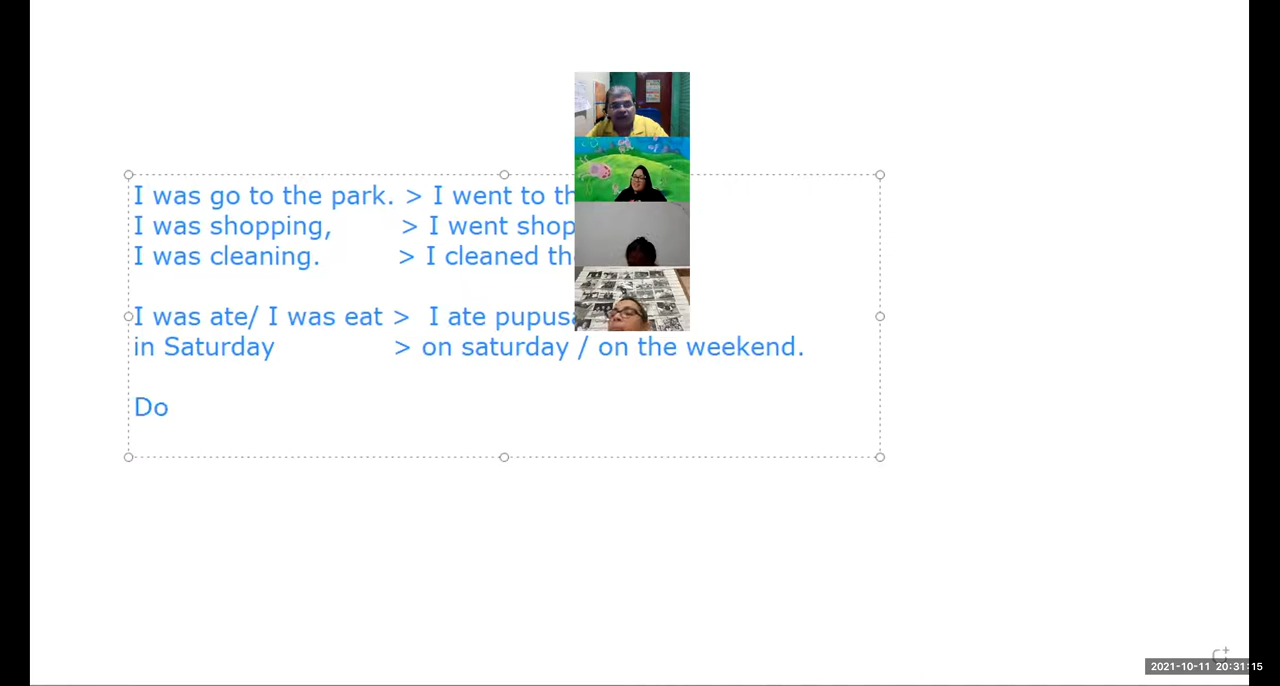 I was go to the park. > I went to th
I was shopping, > I went shop
I was cleaning. > I cleaned th
I was ate/ I was eat > I ate pupusa
in Saturday > on saturday / on the weekend.
Do
2021-10-11 20:31:15